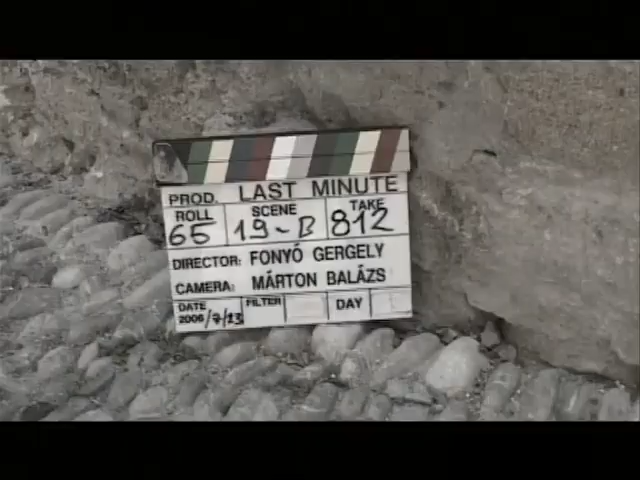 PROD. LAST MINUTE
ROLL SCENE TAKE
65 19-B 812
DIRECTOR: FONYÓ GERGELY
CAMERA: MÁRTON BALÁZS
DATE FILTER DAY
2006/7/13